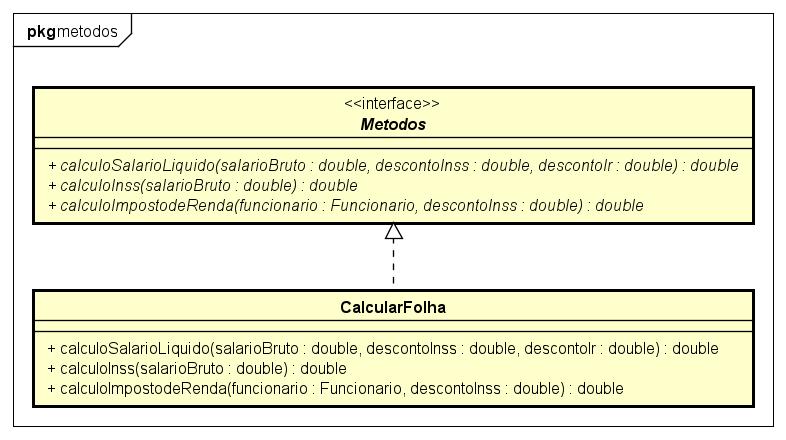 pkg metodos
<<interface>>
Metodos
+ calculoSalarioLiquido(salarioBruto : double, descontoInss : double, descontoIr : double) : double
+ calculoInss(salarioBruto : double) : double
+ calculoImpostodeRenda(funcionario : Funcionario, descontoInss : double) : double
CalcularFolha
+ calculoSalarioLiquido(salarioBruto : double, descontoInss : double, descontoIr : double) : double
+ calculoInss(salarioBruto : double) : double
+ calculoImpostodeRenda(funcionario : Funcionario, descontoInss : double) : double